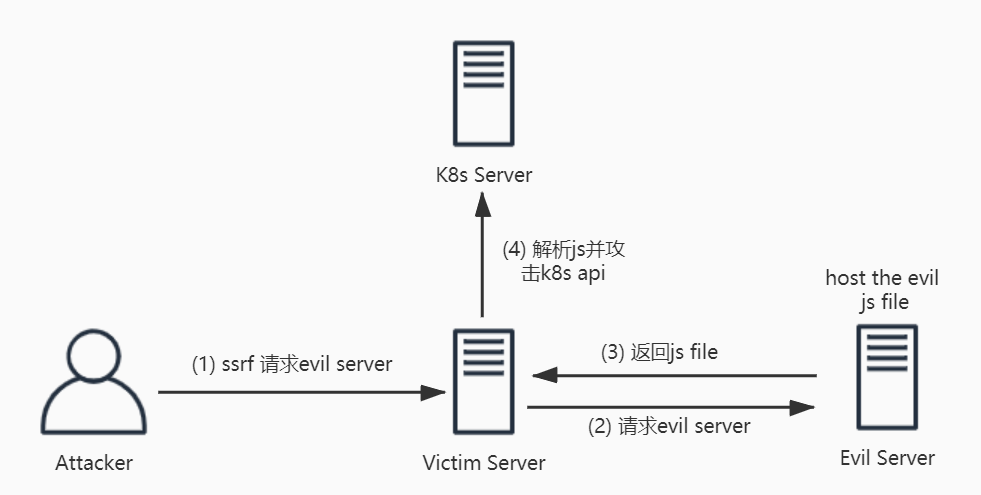 K8s Server
(4) 解析js并攻
击k8s api
host the evil
js file
(1) ssrf 请求evil server
(3) 返回js file
(2) 请求evil server
Attacker
Victim Server
Evil Server